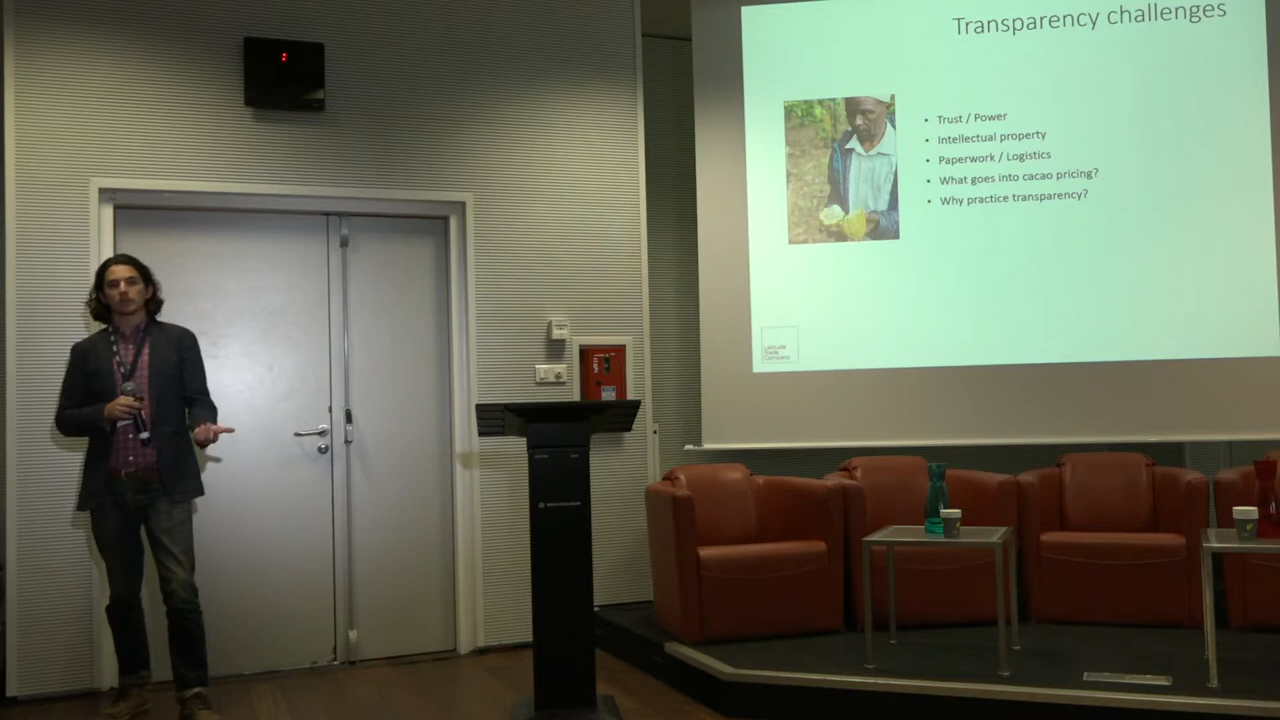 Transparency challenges
Trust / Power
Intellectual property
Paperwork / Logistics
What goes into cacao pricing?
Why practice transparency?
Latitude
Trade
Company